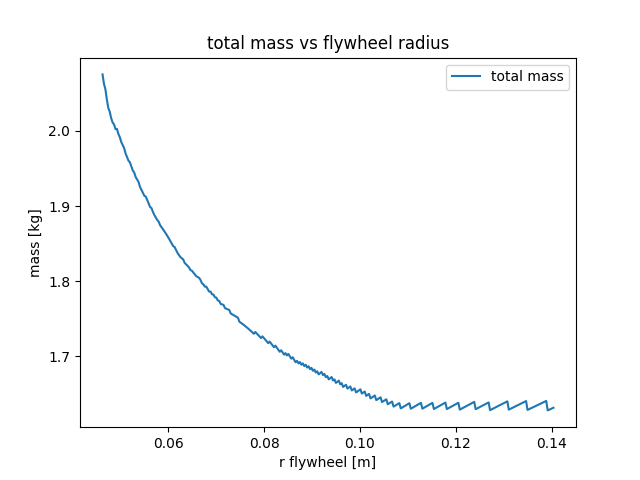 total mass vs flywheel radius
total mass
2.0
1.9
1.8
1.7
mass [kg]
0.06
0.08
0.10
0.12
0.14
r flywheel [m]